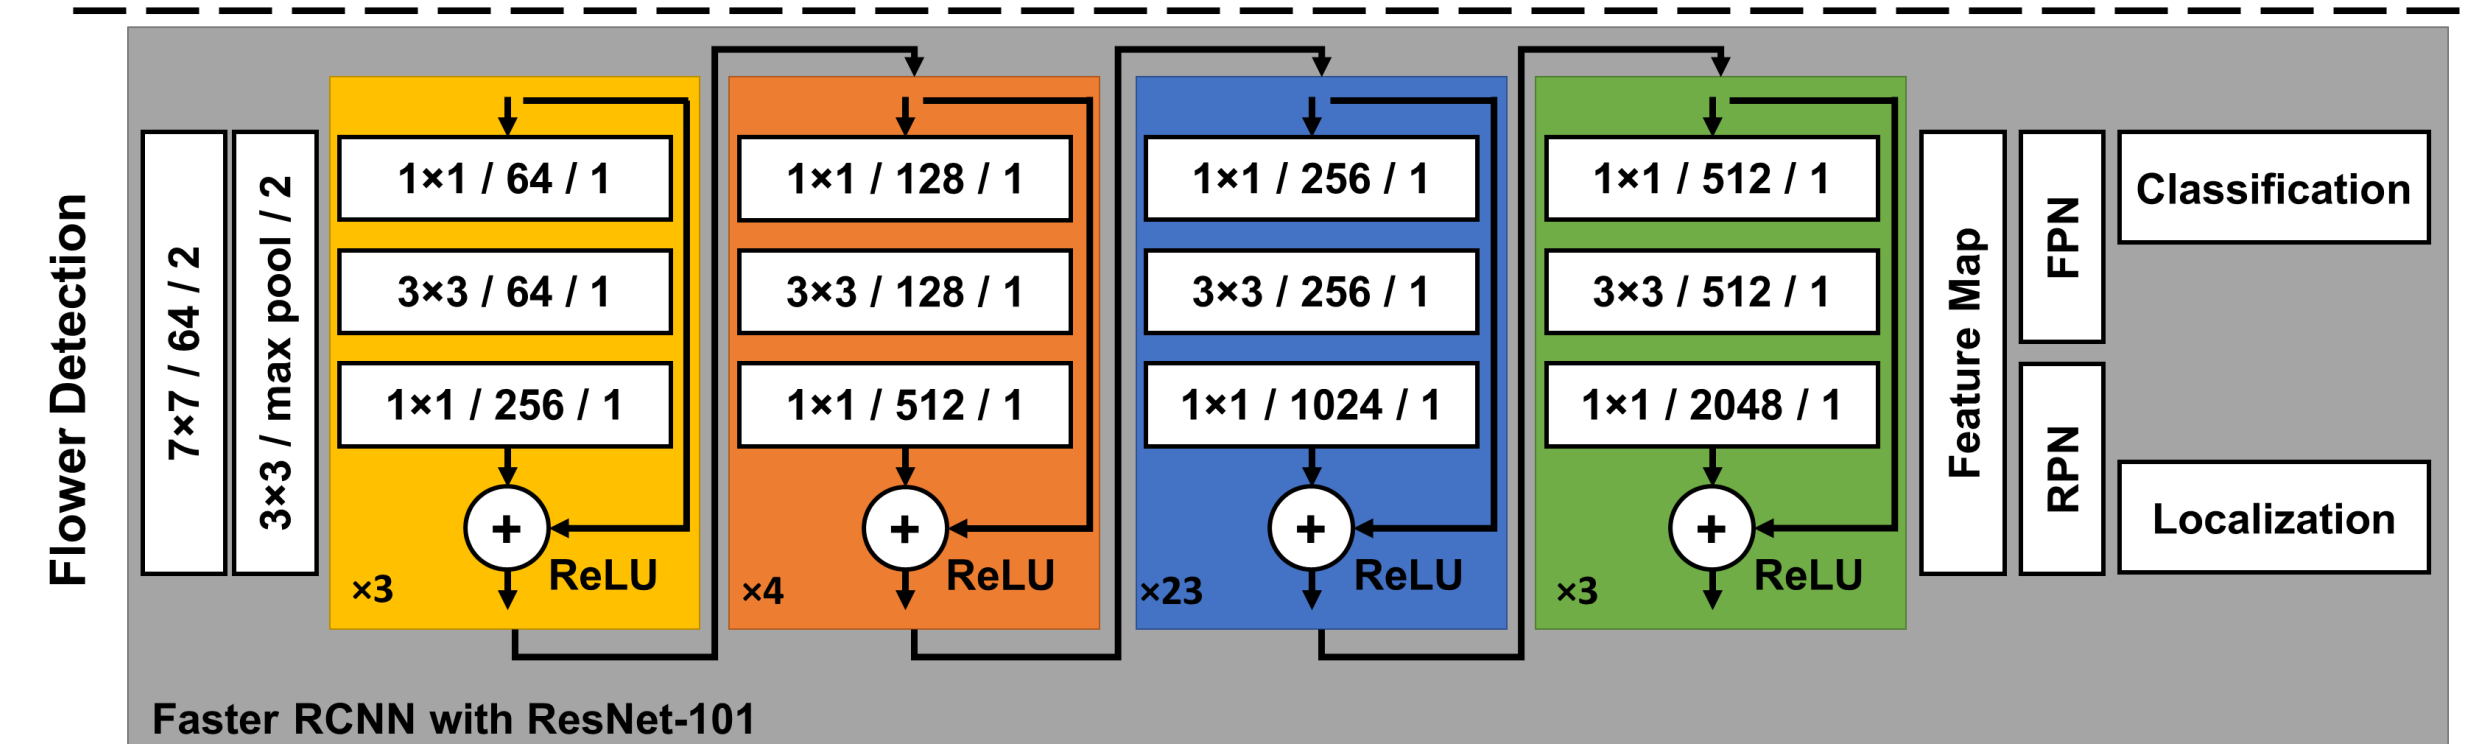 Flower Detection
7×7 / 64 / 2
3×3 / max pool / 2
1×1 / 64 / 1
3×3 / 64 / 1
1×1 / 256 / 1
+
ReLU
×3
1×1 / 128 / 1
3×3 / 128 / 1
1×1 / 512 / 1
+
ReLU
×4
1×1 / 256 / 1
3×3 / 256 / 1
1×1 / 1024 / 1
+
ReLU
×23
1×1 / 512 / 1
3×3 / 512 / 1
1×1 / 2048 / 1
+
ReLU
×3
Feature Map
FPN
RPN
Classification
Localization
Faster RCNN with ResNet-101